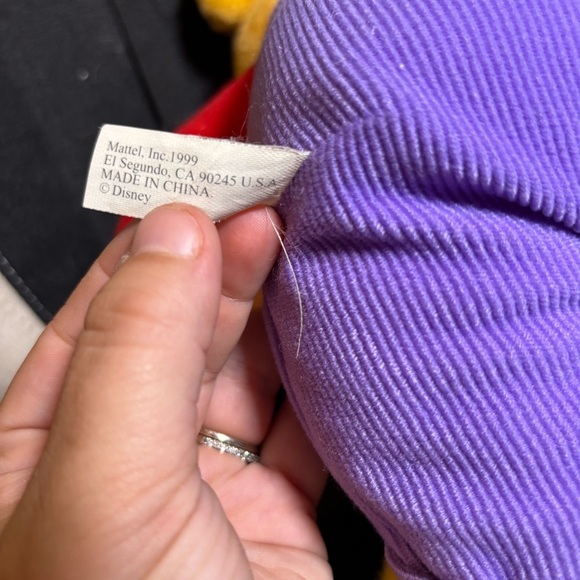 Mattel, Inc.1999
El Segundo, CA 90245 U.S.A
MADE IN CHINA.
© Disney